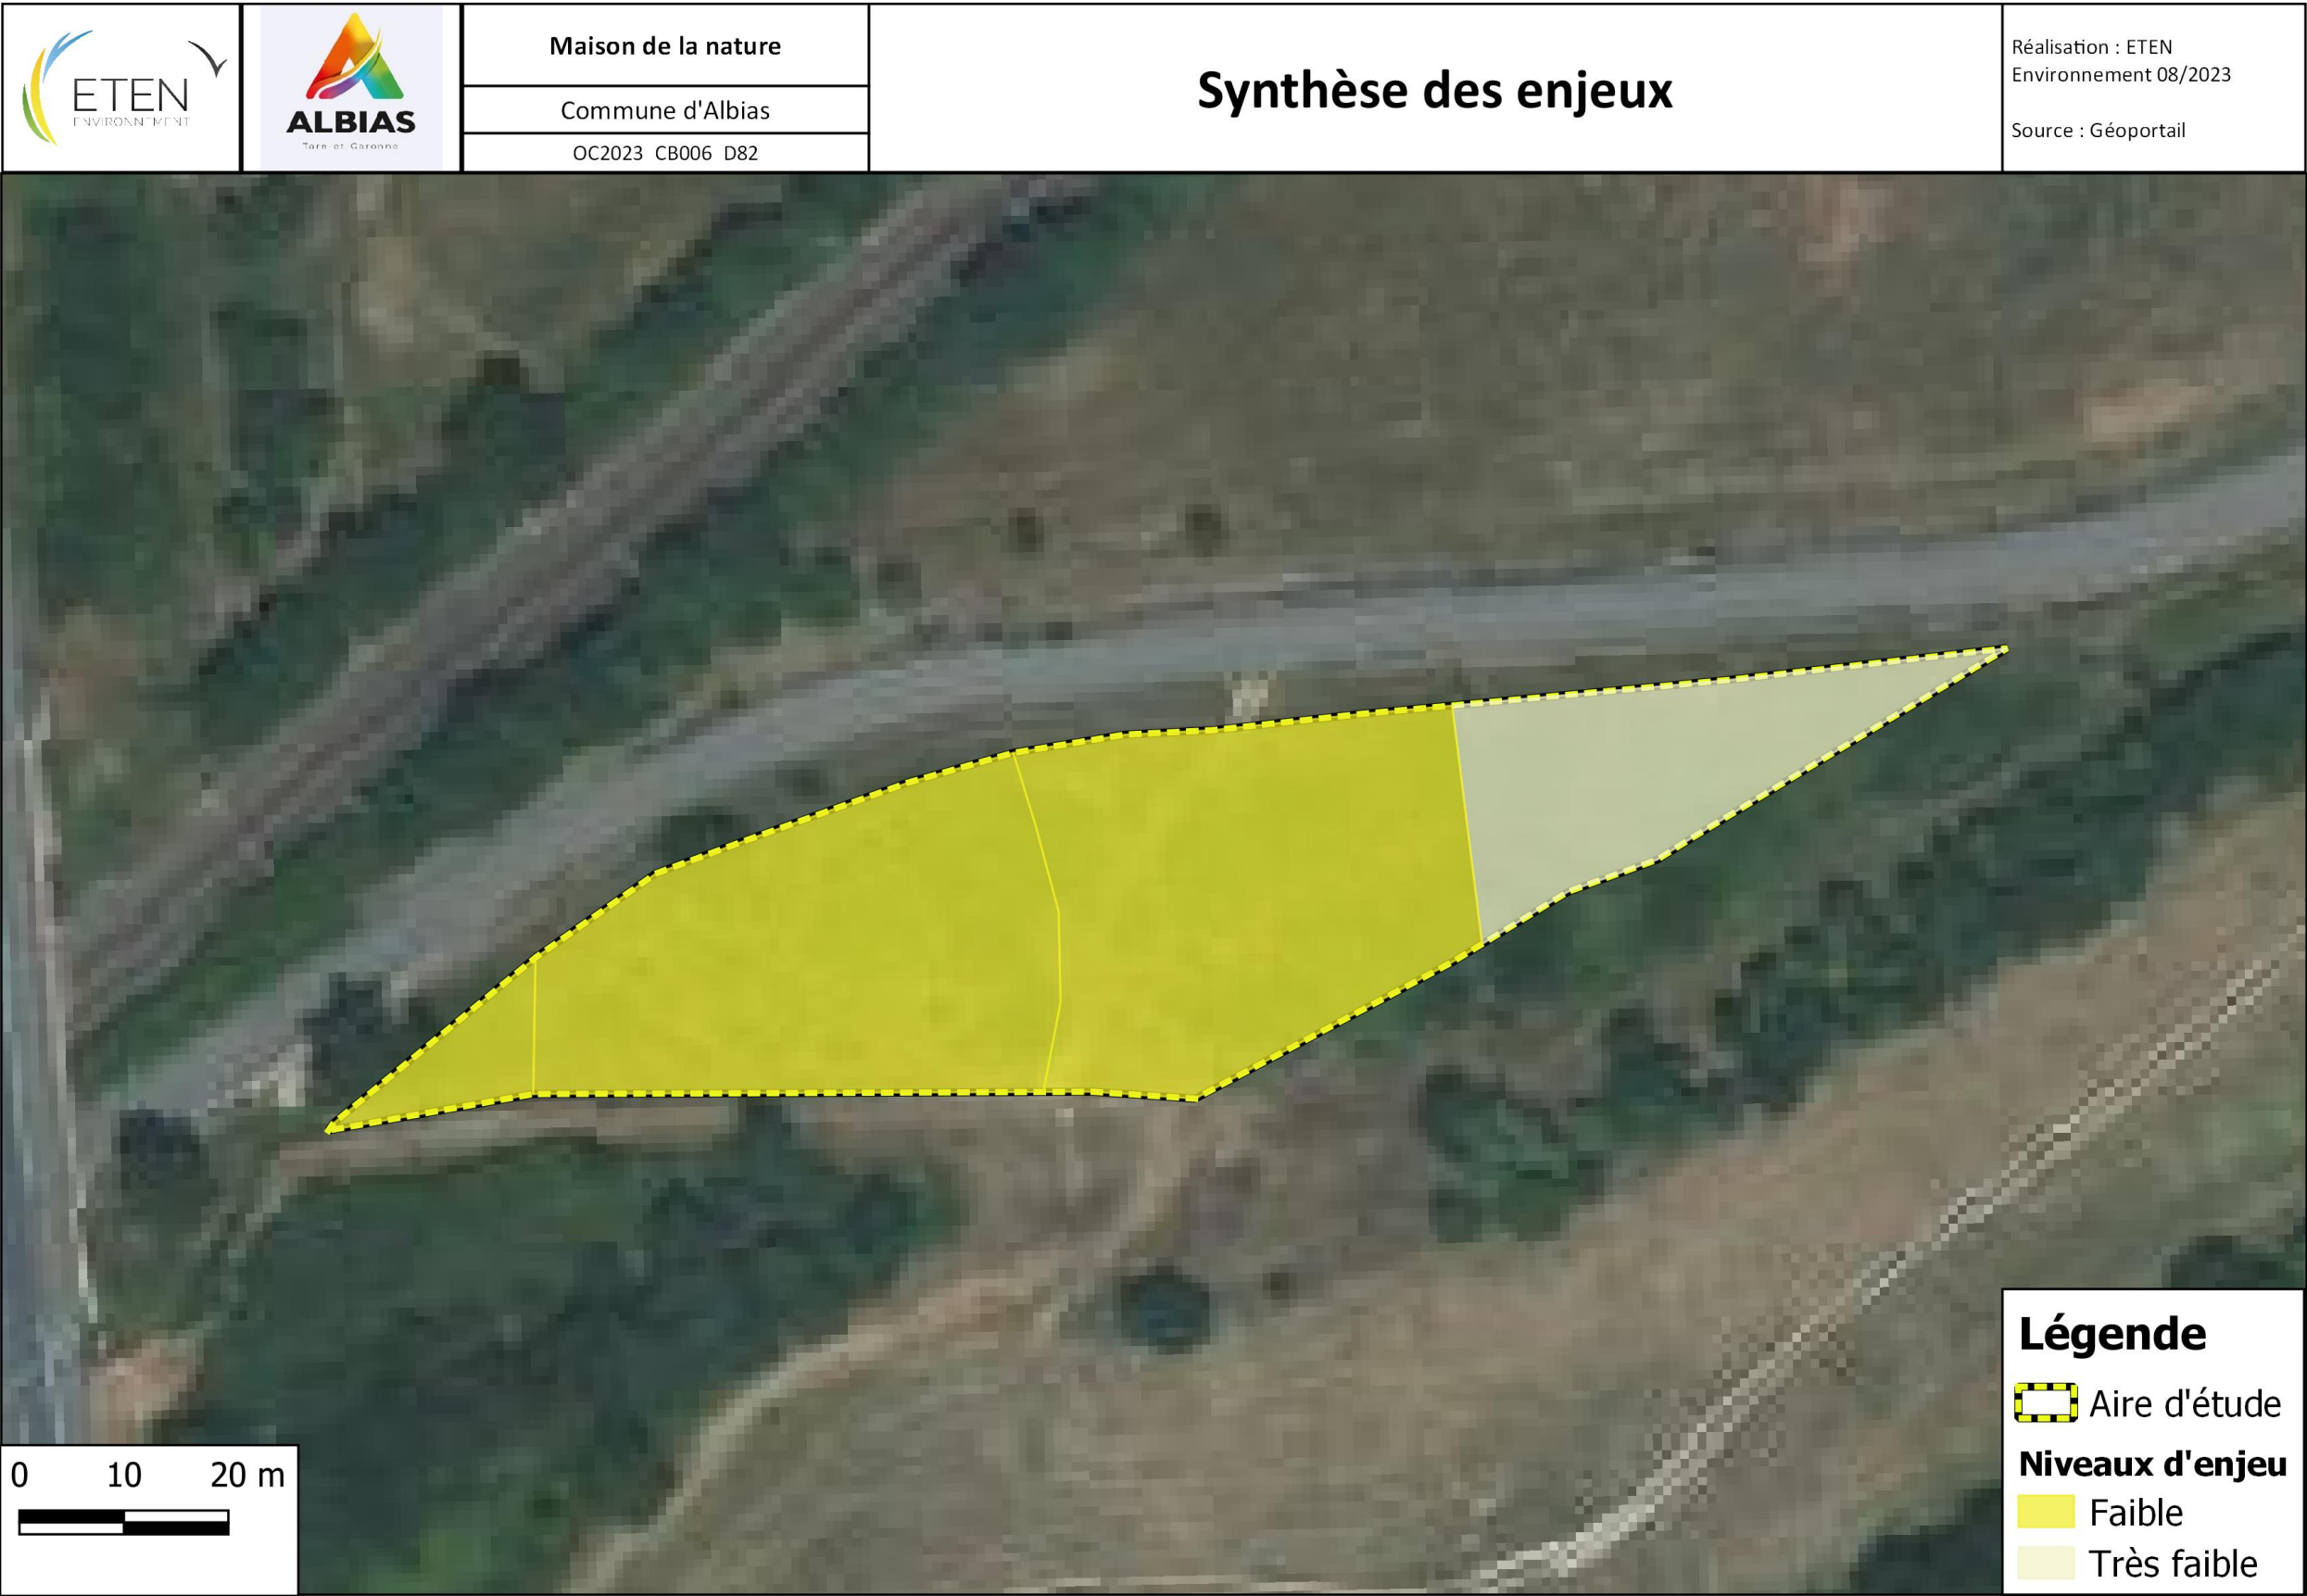 ETEN
ENVIRONNEMENT
ALBIAS
Tarn-et-Garonne
Maison de la nature
Commune d'Albias
OC2023 CB006 D82
Synthèse des enjeux
Réalisation : ETEN
Environnement 08/2023
Source : Géoportail
0 10 20 m
Légende
Aire d'étude
Niveaux d'enjeu
Faible
Très faible